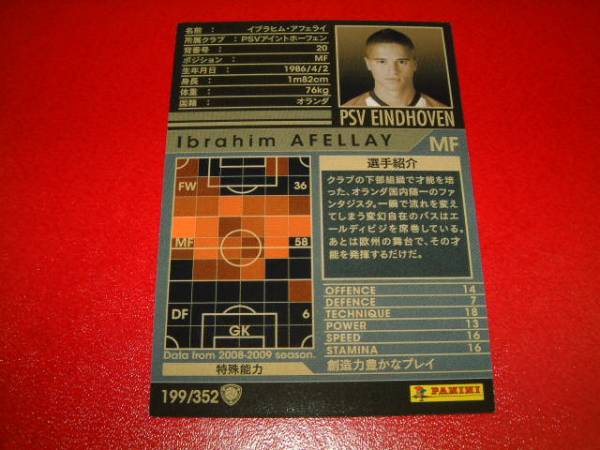 名前 : イブラヒム・アフェライ
所属クラブ : PSVアイントホーフェン
背番号 : 20
ポジション : MF
生年月日 : 1986/4/2
身長 : 1m82cm
体重 : 76kg
国籍 : オランダ
PSV EINDHOVEN
Ibrahim AFELLAY
MF
FW 36
MF 58
DF 6
GK
Data from 2008-2009 season.
選手紹介
クラブの下部組織で才能を培
った、オランダ国内随一のファ
ンタジスタ。一瞬で流れを変え
てしまう変幻自在のパスはエ
ールディビジを席巻している。
あとは欧州の舞台で、その才
能を発揮するだけだ。
OFFENCE 14
DEFENCE 7
TECHNIQUE 18
POWER 13
SPEED 16
STAMINA 16
特殊能力
創造力豊かなプレイ
199/352
PANINI